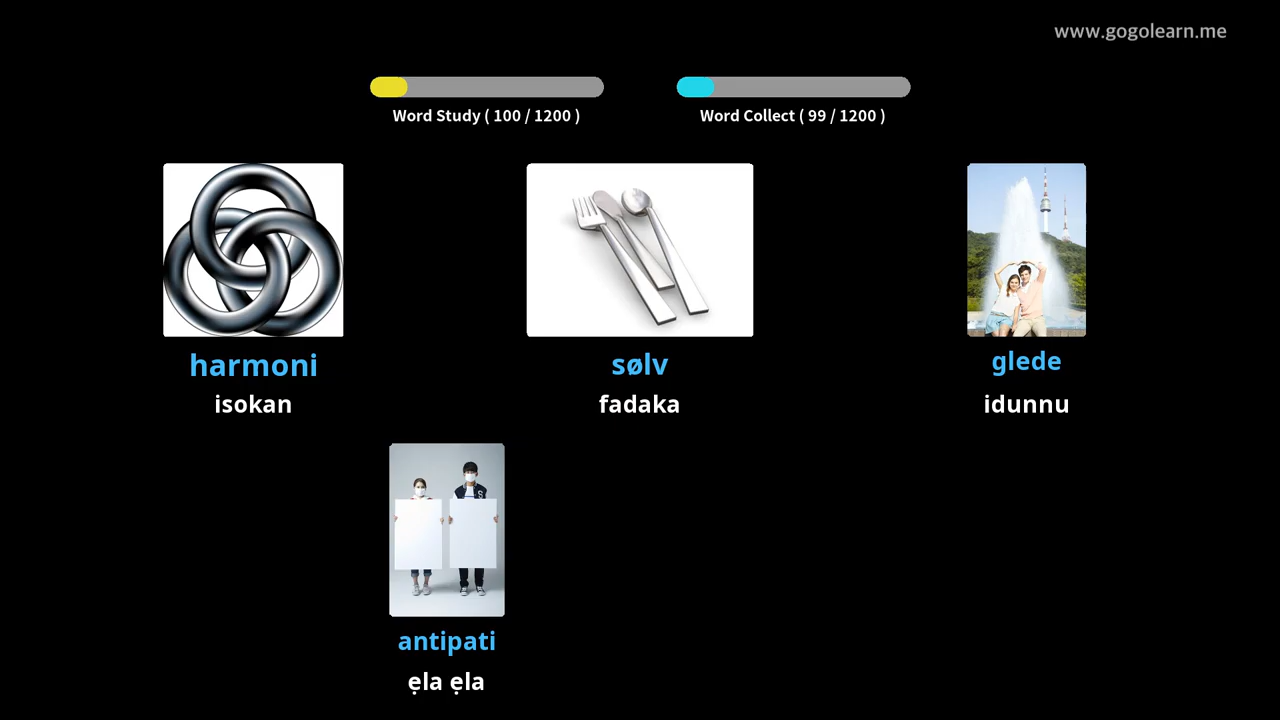 www.gogolearn.me
Word Study ( 100 / 1200 )
Word Collect ( 99 / 1200 )
harmoni
isokan
sølv
fadaka
glede
idunnu
S
antipati
ẹla ẹla